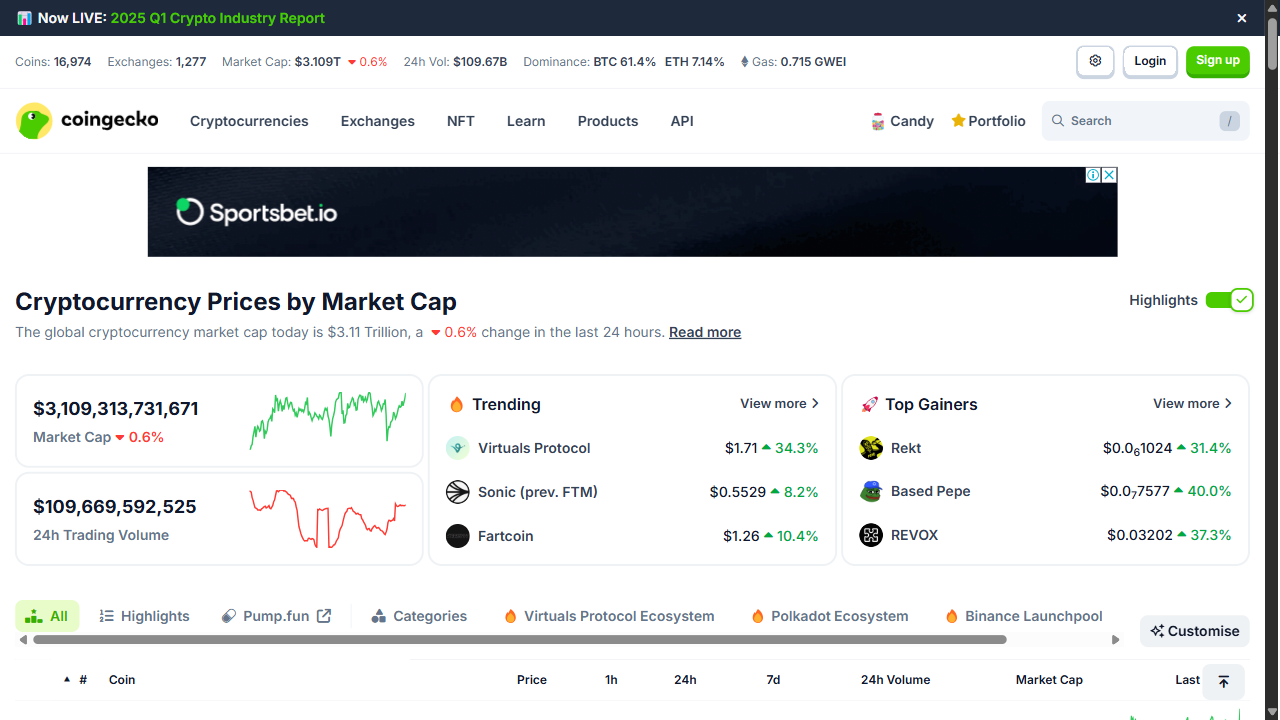 Now LIVE: 2025 Q1 Crypto Industry Report
Coins: 16,974 Exchanges: 1,277 Market Cap: $3.109T 0.6% 24h Vol: $109.67B Dominance: BTC 61.4% ETH 7.14% Gas: 0.715 GWEI Login Sign up
coingecko Cryptocurrencies Exchanges NFT Learn Products API Candy Portfolio Search /
Sportsbet.io
Cryptocurrency Prices by Market Cap Highlights
The global cryptocurrency market cap today is $3.11 Trillion, a 0.6% change in the last 24 hours. Read more
$3,109,313,731,671
Market Cap 0.6%
$109,669,592,525
24h Trading Volume
Trending View more
Virtuals Protocol $1.71 34.3%
Sonic (prev. FTM) $0.5529 8.2%
Fartcoin $1.26 10.4%
Top Gainers View more
Rekt $0.0₆1024 31.4%
Based Pepe $0.0₇7577 40.0%
REVOX $0.03202 37.3%
All Highlights Pump.fun Categories Virtuals Protocol Ecosystem Polkadot Ecosystem Binance Launchpool
Customise
# Coin Price 1h 24h 7d 24h Volume Market Cap Last